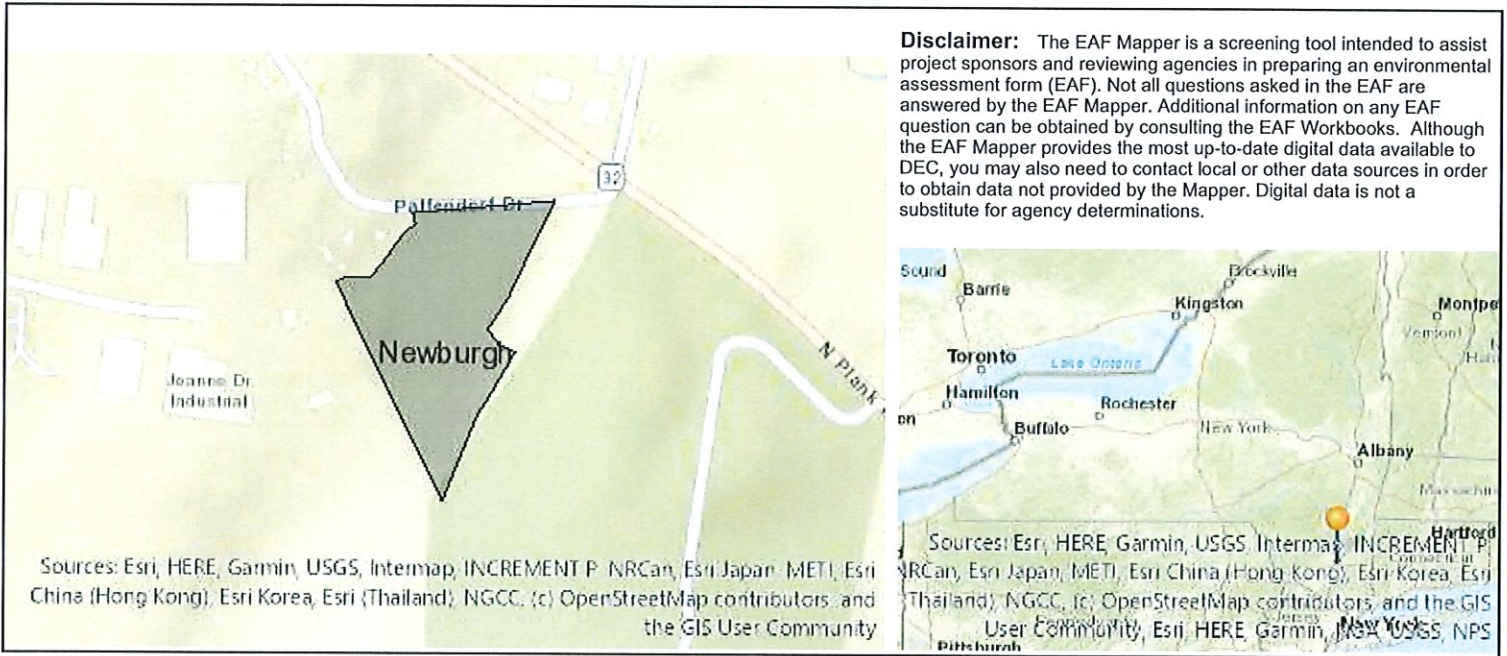 Disclaimer: The EAF Mapper is a screening tool intended to assist
project sponsors and reviewing agencies in preparing an environmental
assessment form (EAF). Not all questions asked in the EAF are
answered by the EAF Mapper. Additional information on any EAF
question can be obtained by consulting the EAF Workbooks. Although
the EAF Mapper provides the most up-to-date digital data available to
DEC, you may also need to contact local or other data sources in order
to obtain data not provided by the Mapper. Digital data is not a
substitute for agency determinations.
32
Newburgh
Jeanne Dr
Industrial
N Plank
Sources: Esri, HERE, Garmin, USGS, Intermap, INCREMENT P, NRCan, Esri Japan, METI, Esri
China (Hong Kong), Esri Korea, Esri (Thailand), NGCC, (c) OpenStreetMap contributors, and
the GIS User Community
Sound
Barrie
Brockville
Kingston
Montpe
Vermont
Toronto
Lake Ontario
Hamilton
Rochester
on
Buffalo
New York
Albany
Massachu
Hartford
Sources: Esri, HERE, Garmin, USGS, Intermap, INCREMENT P,
NRCan, Esri Japan, METI, Esri China (Hong Kong), Esri Korea, Esri
(Thailand), NGCC, (c) OpenStreetMap contributors, and the GIS
User Community, Esri, HERE, Garmin, NGA, USGS, NPS
New York
Pittsburgh